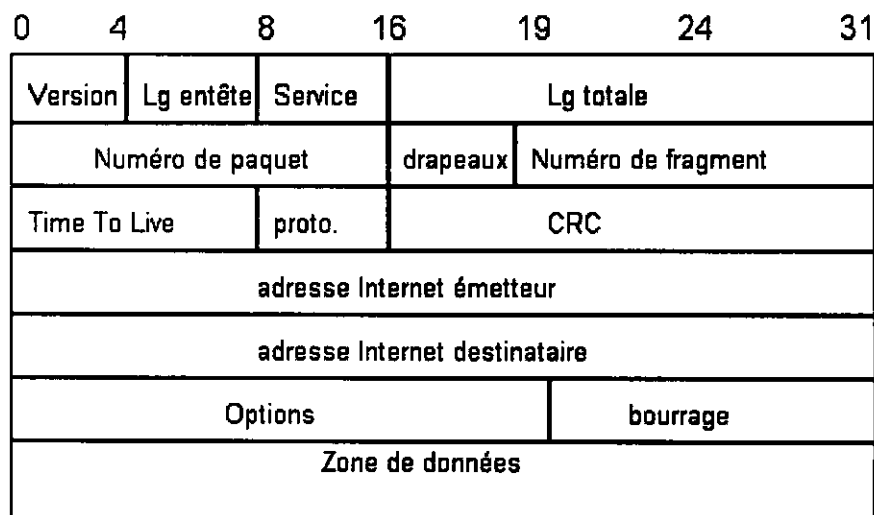 0 4 8 16 19 24 31
Version Lg entête Service Lg totale
Numéro de paquet drapeaux Numéro de fragment
Time To Live proto. CRC
adresse Internet émetteur
adresse Internet destinataire
Options bourrage
Zone de données